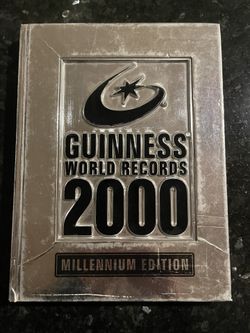 GUINNESS
WORLD RECORDS
2000
MILLENNIUM EDITION